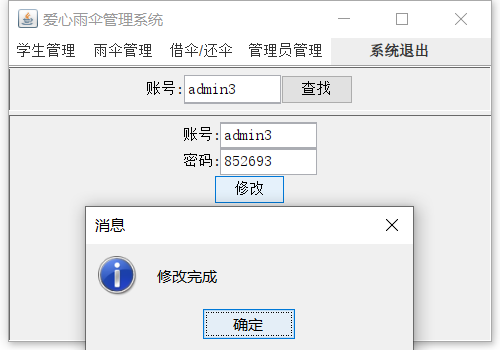 爱心雨伞管理系统
学生管理 雨伞管理 借伞/还伞 管理员管理 系统退出
账号: admin3 查找
账号: admin3
密码: 852693
修改
消息
修改完成
确定